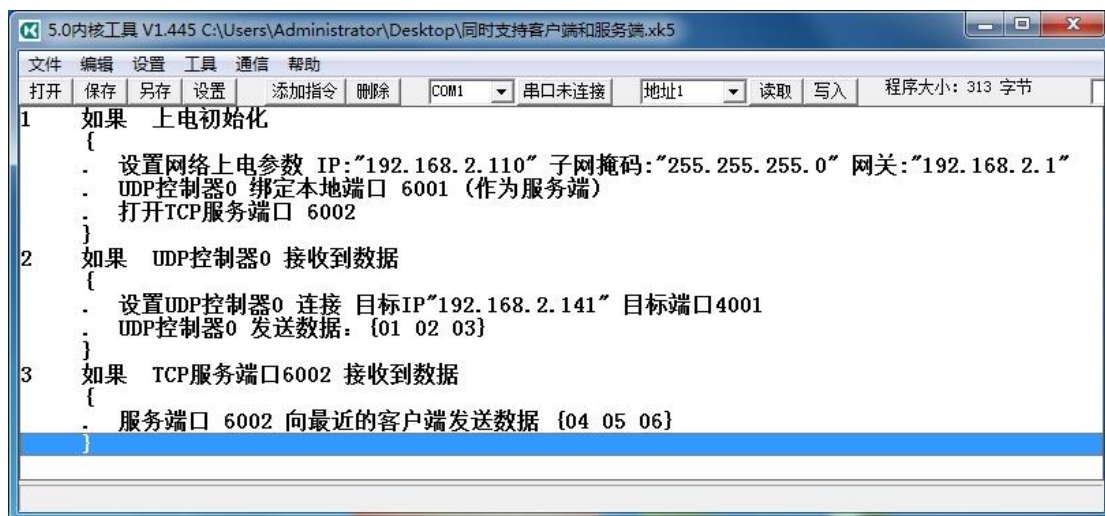 5.0内核工具 V1.445 C:\Users\Administrator\Desktop\同时支持客户端和服务端.xk5
文件 编辑 设置 工具 通信 帮助
打开 保存 另存 设置 添加指令 删除 COM1 串口未连接 地址1 读取 写入 程序大小: 313 字节
1 如果 上电初始化
{
. 设置网络上电参数 IP:"192.168.2.110" 子网掩码:"255.255.255.0" 网关:"192.168.2.1"
. UDP控制器0 绑定本地端口 6001 (作为服务端)
. 打开TCP服务端口 6002
}
2 如果 UDP控制器0 接收到数据
{
. 设置UDP控制器0 连接 目标IP"192.168.2.141" 目标端口4001
. UDP控制器0 发送数据: {01 02 03}
}
3 如果 TCP服务端口6002 接收到数据
{
. 服务端口 6002 向最近的客户端发送数据 {04 05 06}
}